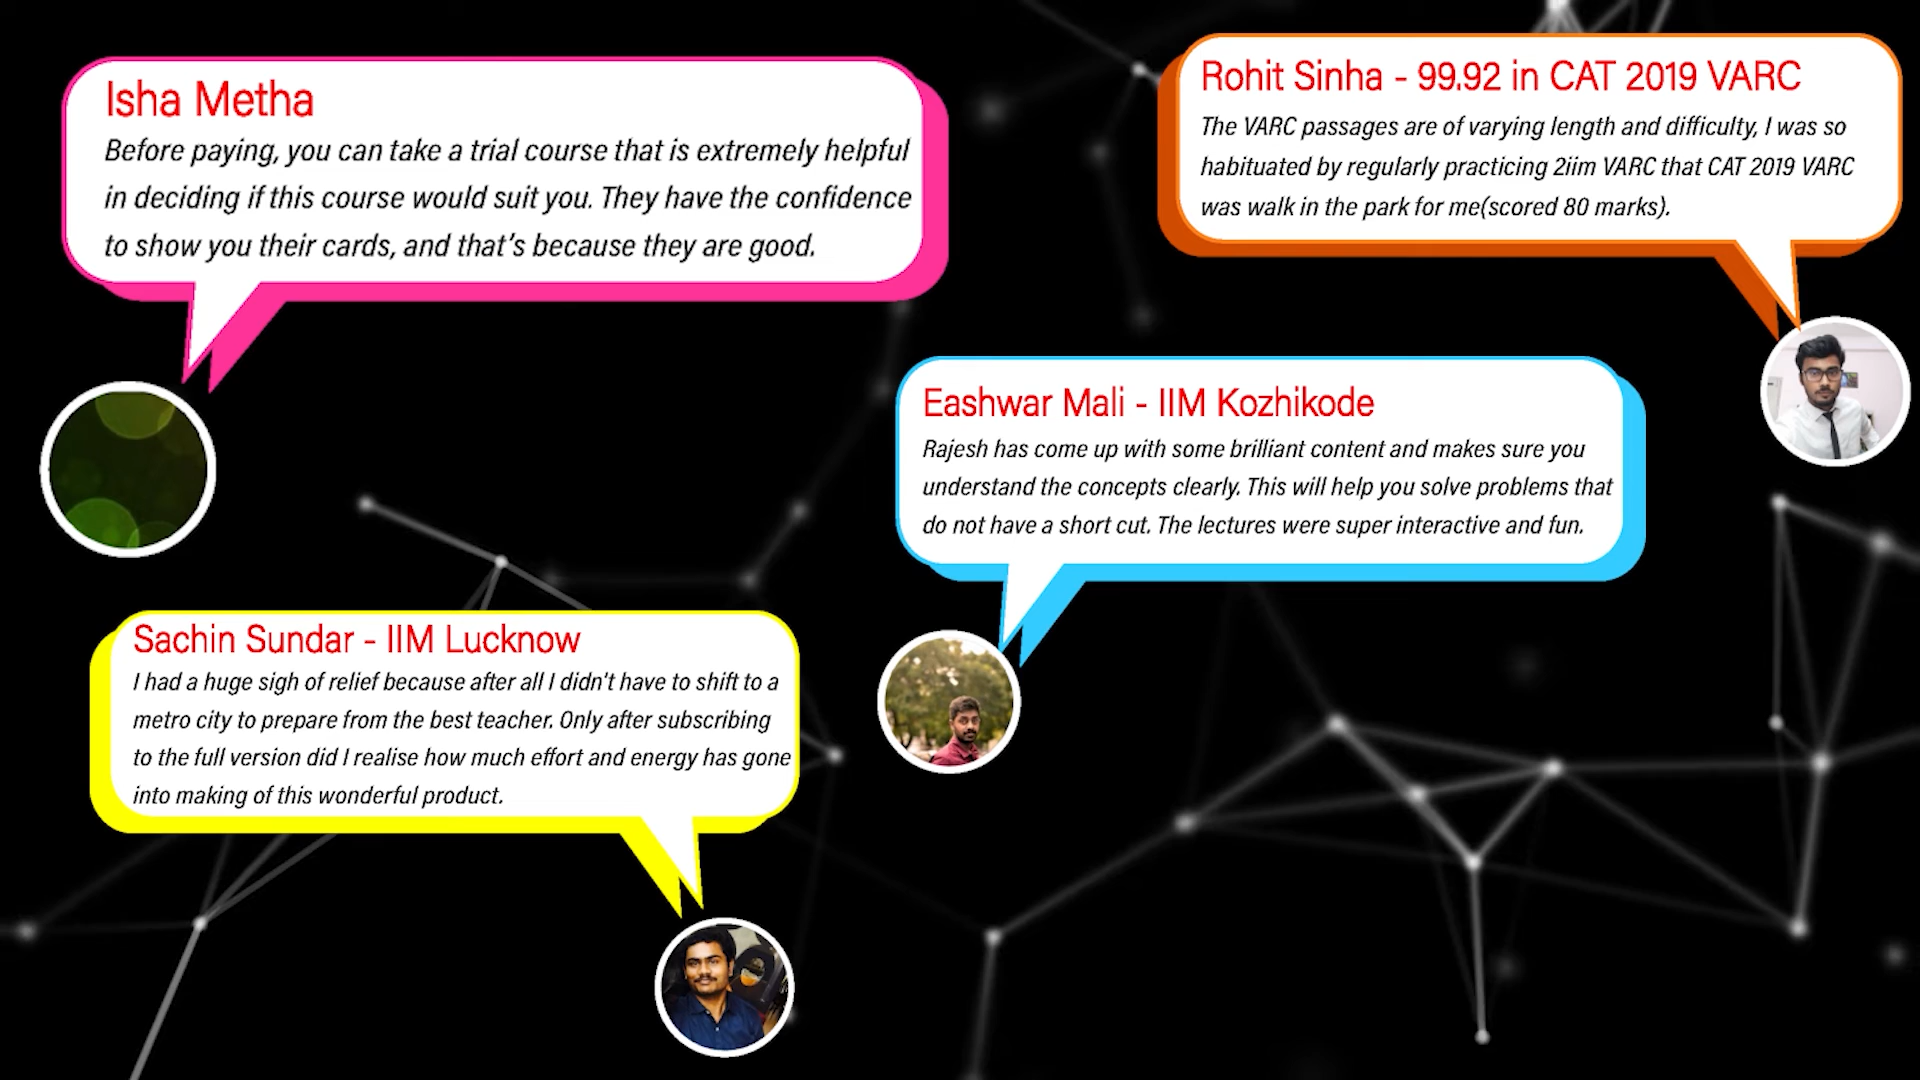 Isha Metha
Before paying, you can take a trial course that is extremely helpful
in deciding if this course would suit you. They have the confidence
to show you their cards, and that's because they are good.
Rohit Sinha - 99.92 in CAT 2019 VARC
The VARC passages are of varying length and difficulty, I was so
habituated by regularly practicing 2iim VARC that CAT 2019 VARC
was walk in the park for me(scored 80 marks).
Eashwar Mali - IIM Kozhikode
Rajesh has come up with some brilliant content and makes sure you
understand the concepts clearly. This will help you solve problems that
do not have a short cut. The lectures were super interactive and fun.
Sachin Sundar - IIM Lucknow
I had a huge sigh of relief because after all I didn't have to shift to a
metro city to prepare from the best teacher. Only after subscribing
to the full version did I realise how much effort and energy has gone
into making of this wonderful product.